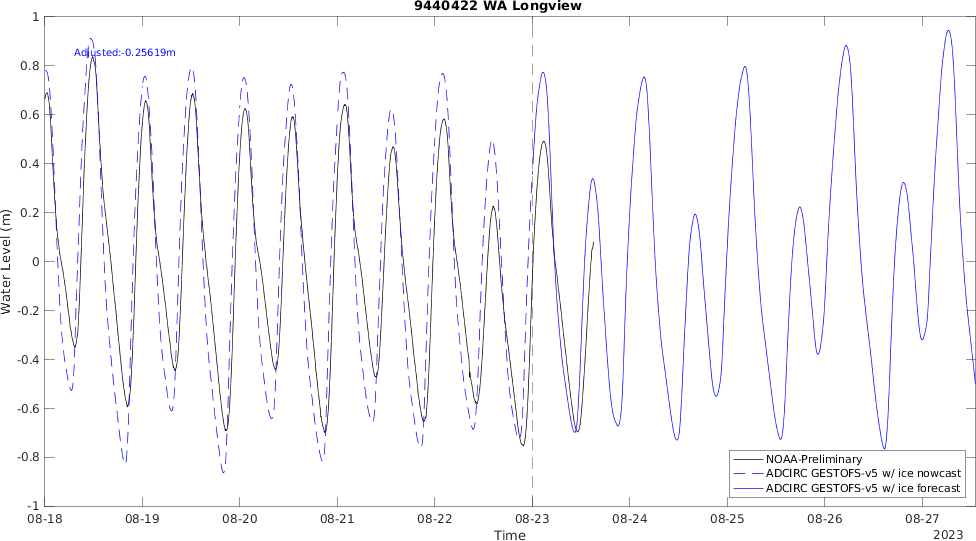 9440422 WA Longview
Adjusted:-0.25619m
1
0.8
0.6
0.4
0.2
0
-0.2
-0.4
-0.6
-0.8
-1
Water Level (m)
NOAA-Preliminary
ADCIRC GESTOFS-v5 w/ ice nowcast
ADCIRC GESTOFS-v5 w/ ice forecast
08-18 08-19 08-20 08-21 08-22 08-23 08-24 08-25 08-26 08-27
Time
2023